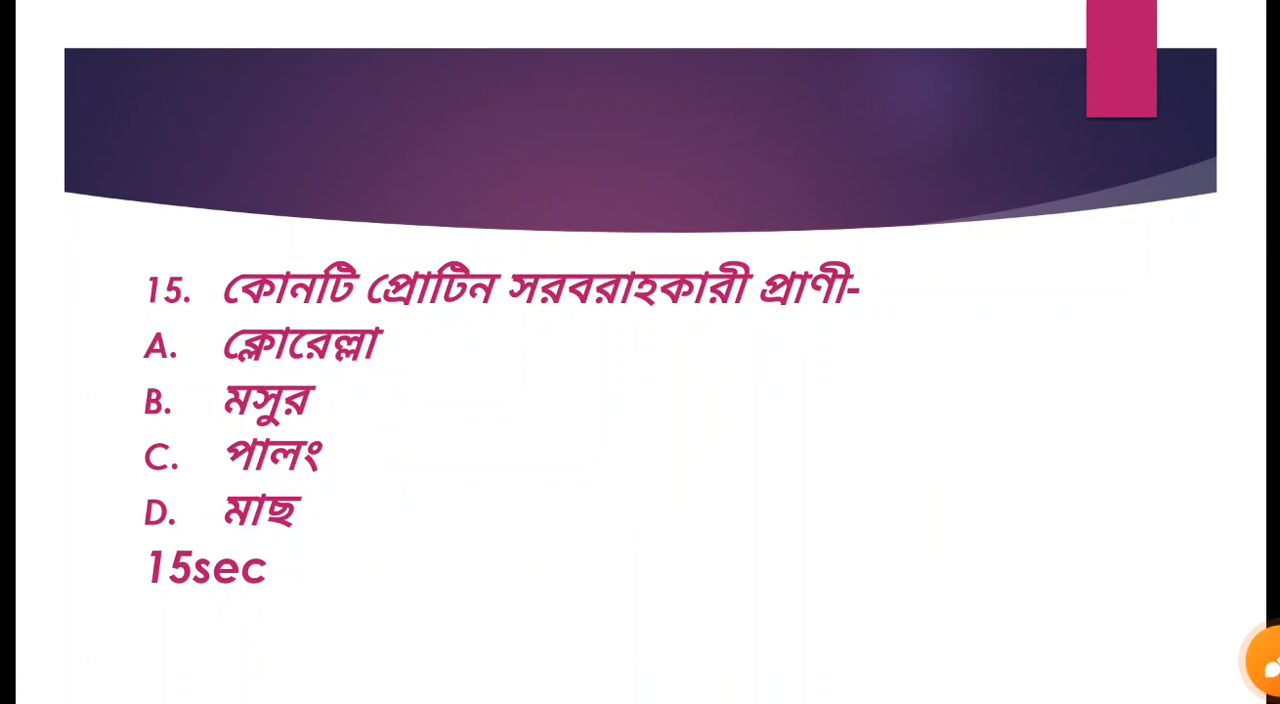 15. কোনটি প্রোটিন সরবরাহকারী প্রাণী-
A. ক্লোরেল্লা
B. মসুর
C. পালং
D. মাছ
15sec